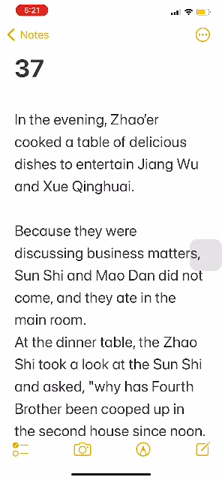 5:21
Notes
37
In the evening, Zhao'er
cooked a table of delicious
dishes to entertain Jiang Wu
and Xue Qinghuai.
Because they were
discussing business matters,
Sun Shi and Mao Dan did not
come, and they ate in the
main room.
At the dinner table, the Zhao
Shi took a look at the Sun Shi
and asked, "why has Fourth
Brother been cooped up in
the second house since noon.